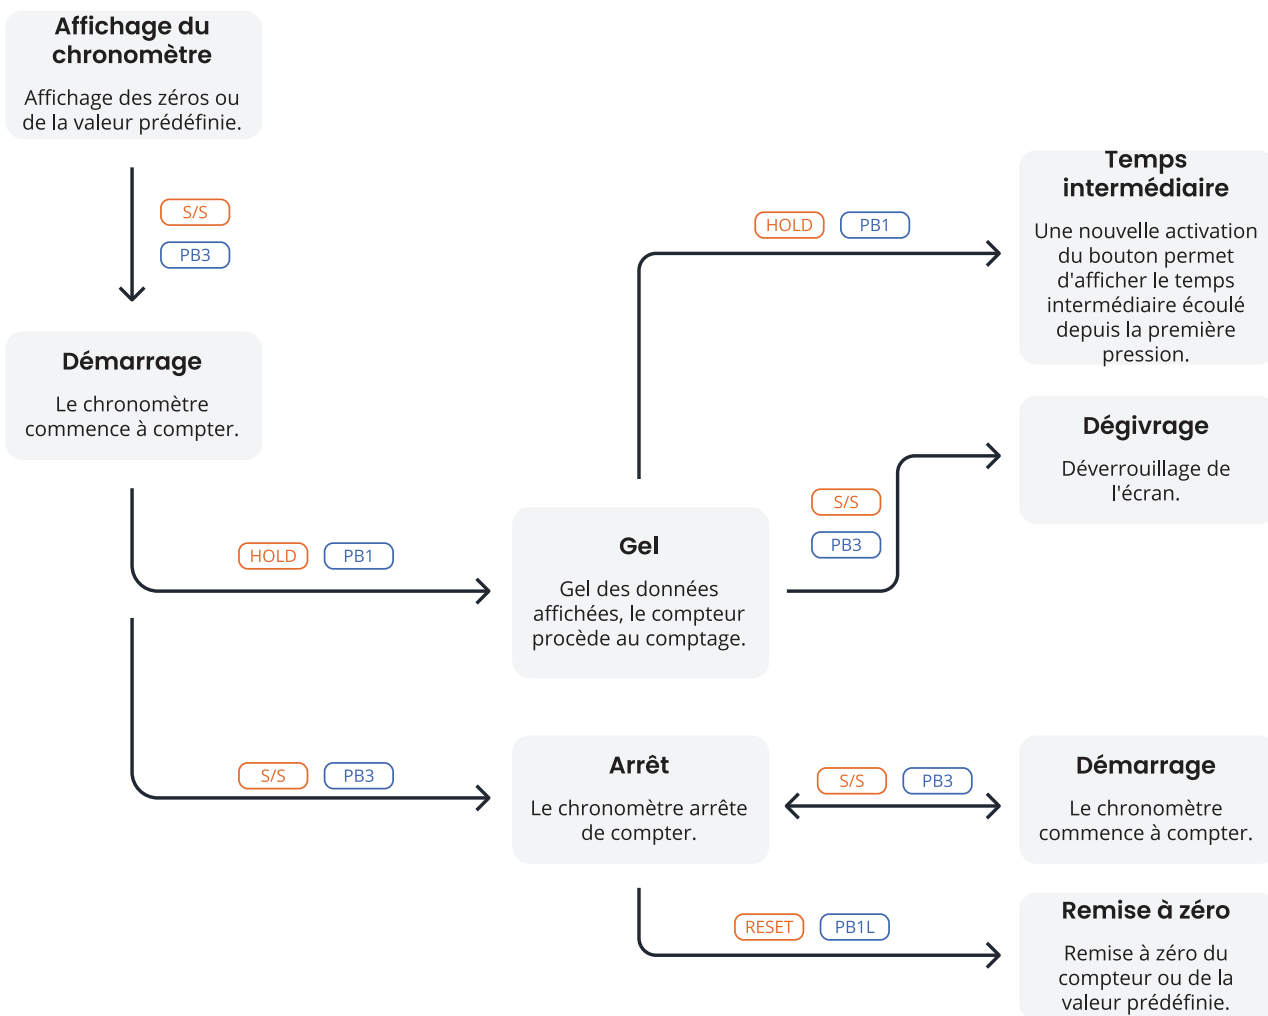 Affichage du
chronomètre
Affichage des zéros ou
de la valeur prédéfinie.
S/S
PB3
Démarrage
Le chronomètre
commence à compter.
HOLD PB1
Temps
intermédiaire
Une nouvelle activation
du bouton permet
d'afficher le temps
intermédiaire écoulé
depuis la première
pression.
Dégivrage
Déverrouillage de
l'écran.
S/S
PB3
HOLD PB1
Gel
Gel des données
affichées, le compteur
procède au comptage.
S/S PB3
Arrêt
Le chronomètre arrête
de compter.
S/S PB3
Démarrage
Le chronomètre
commence à compter.
RESET PB1L
Remise à zéro
Remise à zéro du
compteur ou de la
valeur prédéfinie.